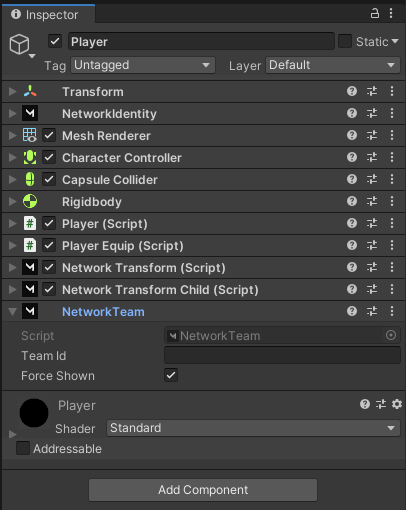 Inspector
Player Static
Tag Untagged Layer Default
Transform
NetworkIdentity
Mesh Renderer
Character Controller
Capsule Collider
Rigidbody
Player (Script)
Player Equip (Script)
Network Transform (Script)
Network Transform Child (Script)
NetworkTeam
Script NetworkTeam
Team Id
Force Shown
Player
Shader Standard
Addressable
Add Component